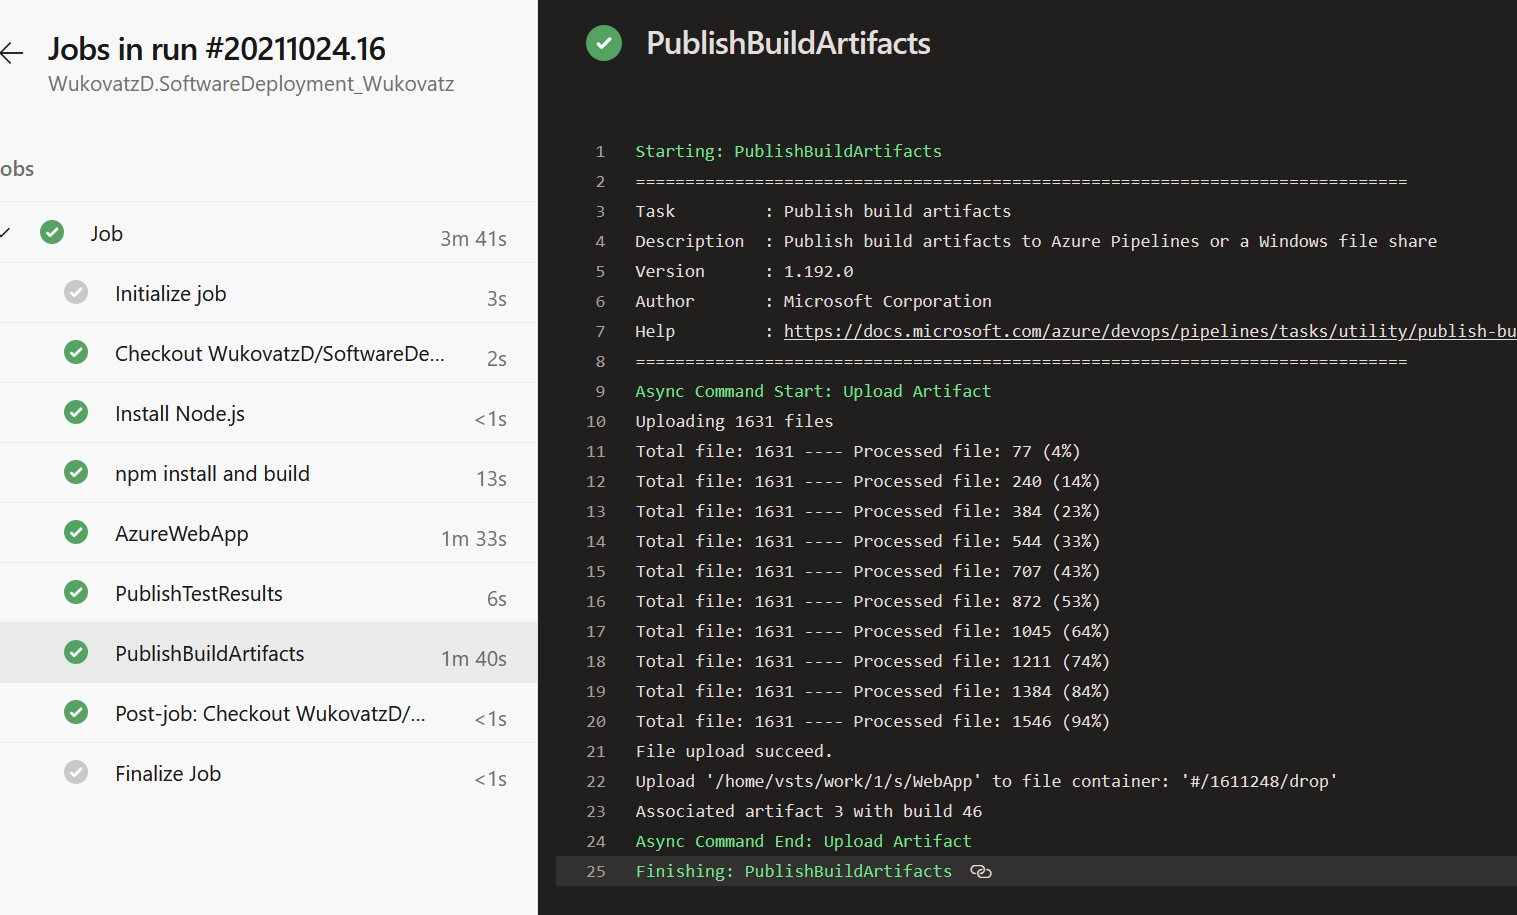 Jobs in run #20211024.16
WukovatzD.SoftwareDeployment_Wukovatz
obs
Job 3m 41s
Initialize job 3s
Checkout WukovatzD/SoftwareDe... 2s
Install Node.js <1s
npm install and build 13s
AzureWebApp 1m 33s
PublishTestResults 6s
PublishBuildArtifacts 1m 40s
Post-job: Checkout WukovatzD/... <1s
Finalize Job <1s
PublishBuildArtifacts
1 Starting: PublishBuildArtifacts
2 ==============================================================================
3 Task : Publish build artifacts
4 Description : Publish build artifacts to Azure Pipelines or a Windows file share
5 Version : 1.192.0
6 Author : Microsoft Corporation
7 Help : https://docs.microsoft.com/azure/devops/pipelines/tasks/utility/publish-bu
8 ==============================================================================
9 Async Command Start: Upload Artifact
10 Uploading 1631 files
11 Total file: 1631 ---- Processed file: 77 (4%)
12 Total file: 1631 ---- Processed file: 240 (14%)
13 Total file: 1631 ---- Processed file: 384 (23%)
14 Total file: 1631 ---- Processed file: 544 (33%)
15 Total file: 1631 ---- Processed file: 707 (43%)
16 Total file: 1631 ---- Processed file: 872 (53%)
17 Total file: 1631 ---- Processed file: 1045 (64%)
18 Total file: 1631 ---- Processed file: 1211 (74%)
19 Total file: 1631 ---- Processed file: 1384 (84%)
20 Total file: 1631 ---- Processed file: 1546 (94%)
21 File upload succeed.
22 Upload '/home/vsts/work/1/s/WebApp' to file container: '#/1611248/drop'
23 Associated artifact 3 with build 46
24 Async Command End: Upload Artifact
25 Finishing: PublishBuildArtifacts